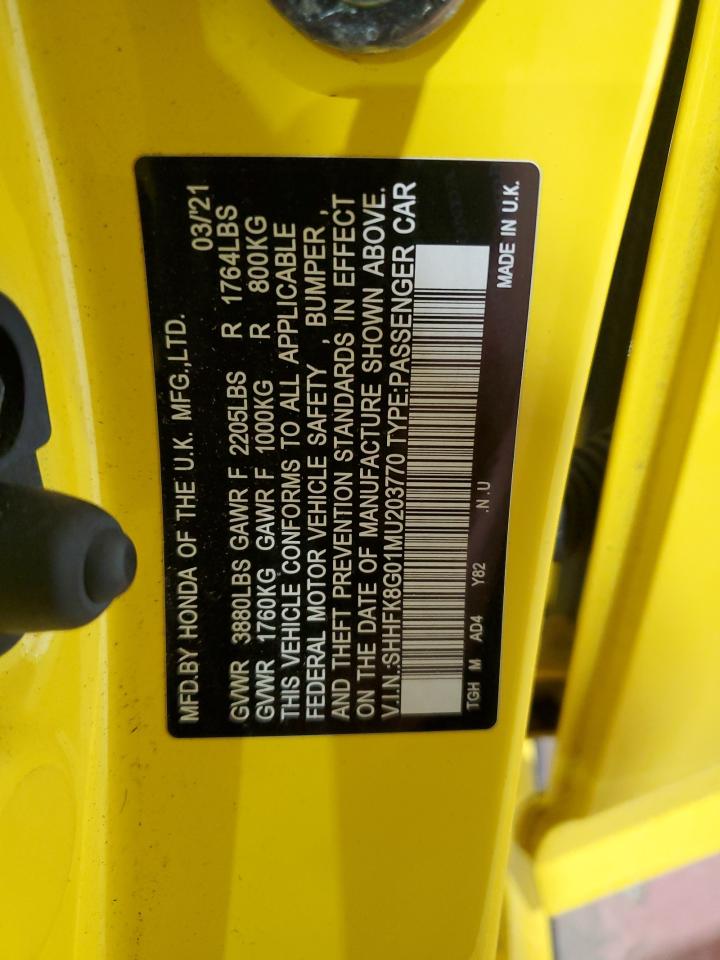 MFD.BY HONDA OF THE U.K. MFG.,LTD. 03/'21
GVWR 3880LBS GAWR F 2205LBS R 1764LBS
GVWR 1760KG GAWR F 1000KG R 800KG
THIS VEHICLE CONFORMS TO ALL APPLICABLE
FEDERAL MOTOR VEHICLE SAFETY , BUMPER ,
AND THEFT PREVENTION STANDARDS IN EFFECT
ON THE DATE OF MANUFACTURE SHOWN ABOVE.
V.I.N.:SHHFK8G01MU203770 TYPE:PASSENGER CAR
TGH M AD4 Y82 .N.U MADE IN U.K.